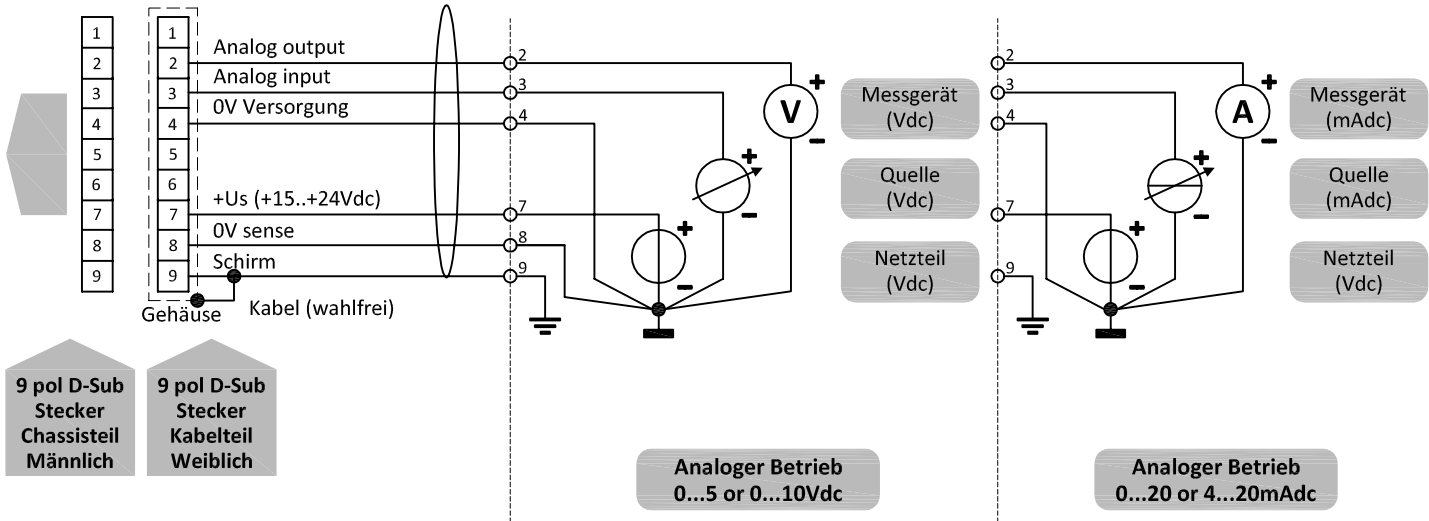 1
2
3
4
5
6
7
8
9
1
2
3
4
5
6
7
8
9
Analog output
Analog input
0V Versorgung
+Us (+15..+24Vdc)
0V sense
Schirm
Gehäuse
Kabel (wahlfrei)
9 pol D-Sub
Stecker
Chassisteil
Männlich
9 pol D-Sub
Stecker
Kabelteil
Weiblich
2
3
4
7
8
9
V
+
−
+
−
+
−
Messgerät
(Vdc)
Quelle
(Vdc)
Netzteil
(Vdc)
Analoger Betrieb
0...5 or 0...10Vdc
2
3
4
7
9
A
+
−
+
−
+
−
Messgerät
(mAdc)
Quelle
(mAdc)
Netzteil
(Vdc)
Analoger Betrieb
0...20 or 4...20mAdc